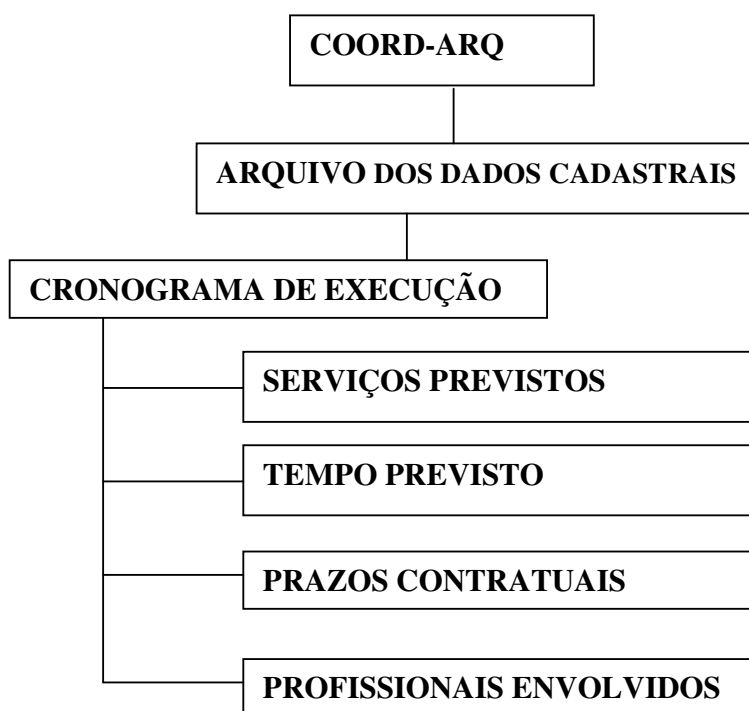 COORD-ARQ
ARQUIVO DOS DADOS CADASTRAIS
CRONOGRAMA DE EXECUÇÃO
SERVIÇOS PREVISTOS
TEMPO PREVISTO
PRAZOS CONTRATUAIS
PROFISSIONAIS ENVOLVIDOS